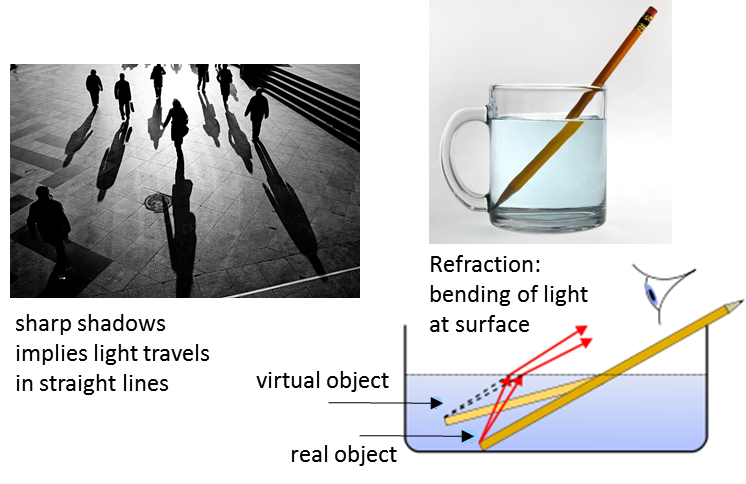 sharp shadows
implies light travels
in straight lines
Refraction:
bending of light
at surface
virtual object
real object